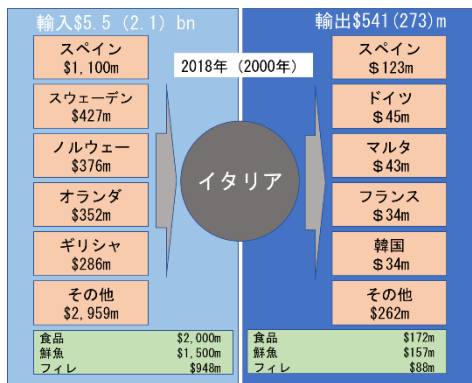 輸入$5.5 (2.1) bn
スペイン
$1,100m
スウェーデン
$427m
ノルウェー
$376m
オランダ
$352m
ギリシャ
$286m
その他
$2,959m
食品 $2,000m
鮮魚 $1,500m
フィレ $948m
2018年 (2000年)
イタリア
輸出$541(273)m
スペイン
$123m
ドイツ
$45m
マルタ
$43m
フランス
$34m
韓国
$34m
その他
$262m
食品 $172m
鮮魚 $157m
フィレ $88m